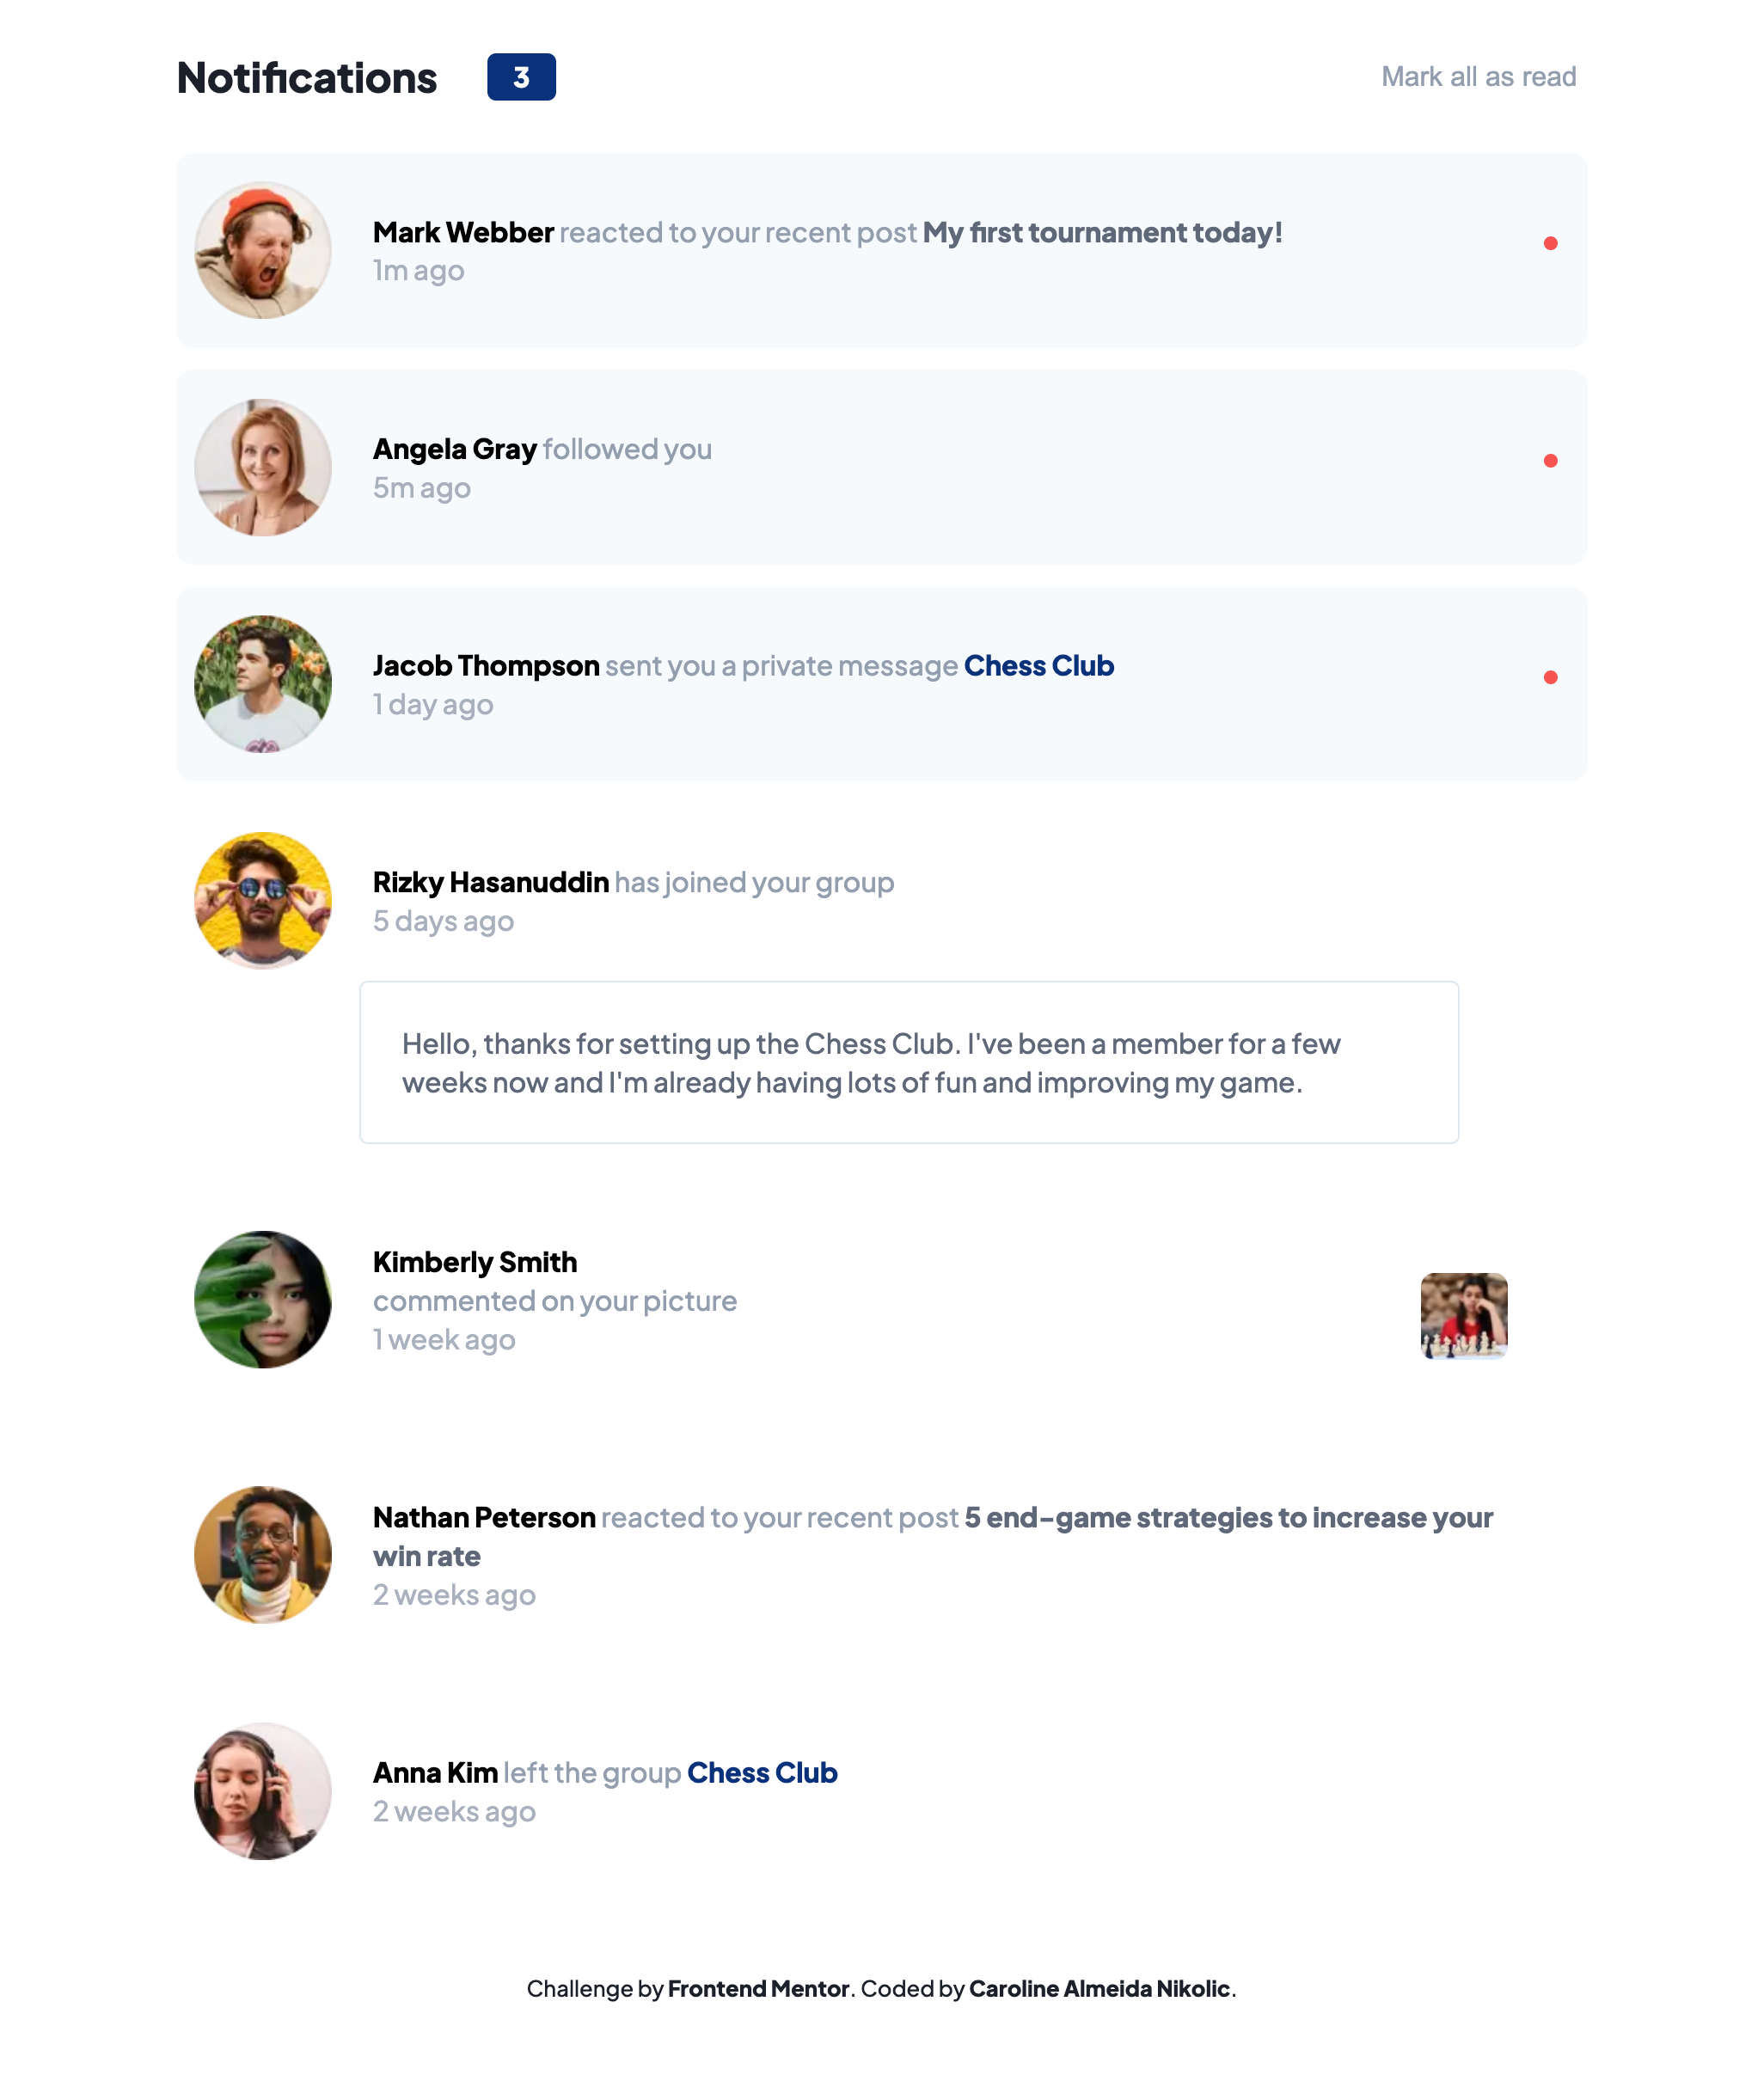 Notifications 3 Mark all as read
Mark Webber reacted to your recent post My first tournament today!
1m ago
Angela Gray followed you
5m ago
Jacob Thompson sent you a private message Chess Club
1 day ago
Rizky Hasanuddin has joined your group
5 days ago
Hello, thanks for setting up the Chess Club. I've been a member for a few
weeks now and I'm already having lots of fun and improving my game.
Kimberly Smith
commented on your picture
1 week ago
Nathan Peterson reacted to your recent post 5 end-game strategies to increase your
win rate
2 weeks ago
Anna Kim left the group Chess Club
2 weeks ago
Challenge by Frontend Mentor. Coded by Caroline Almeida Nikolic.